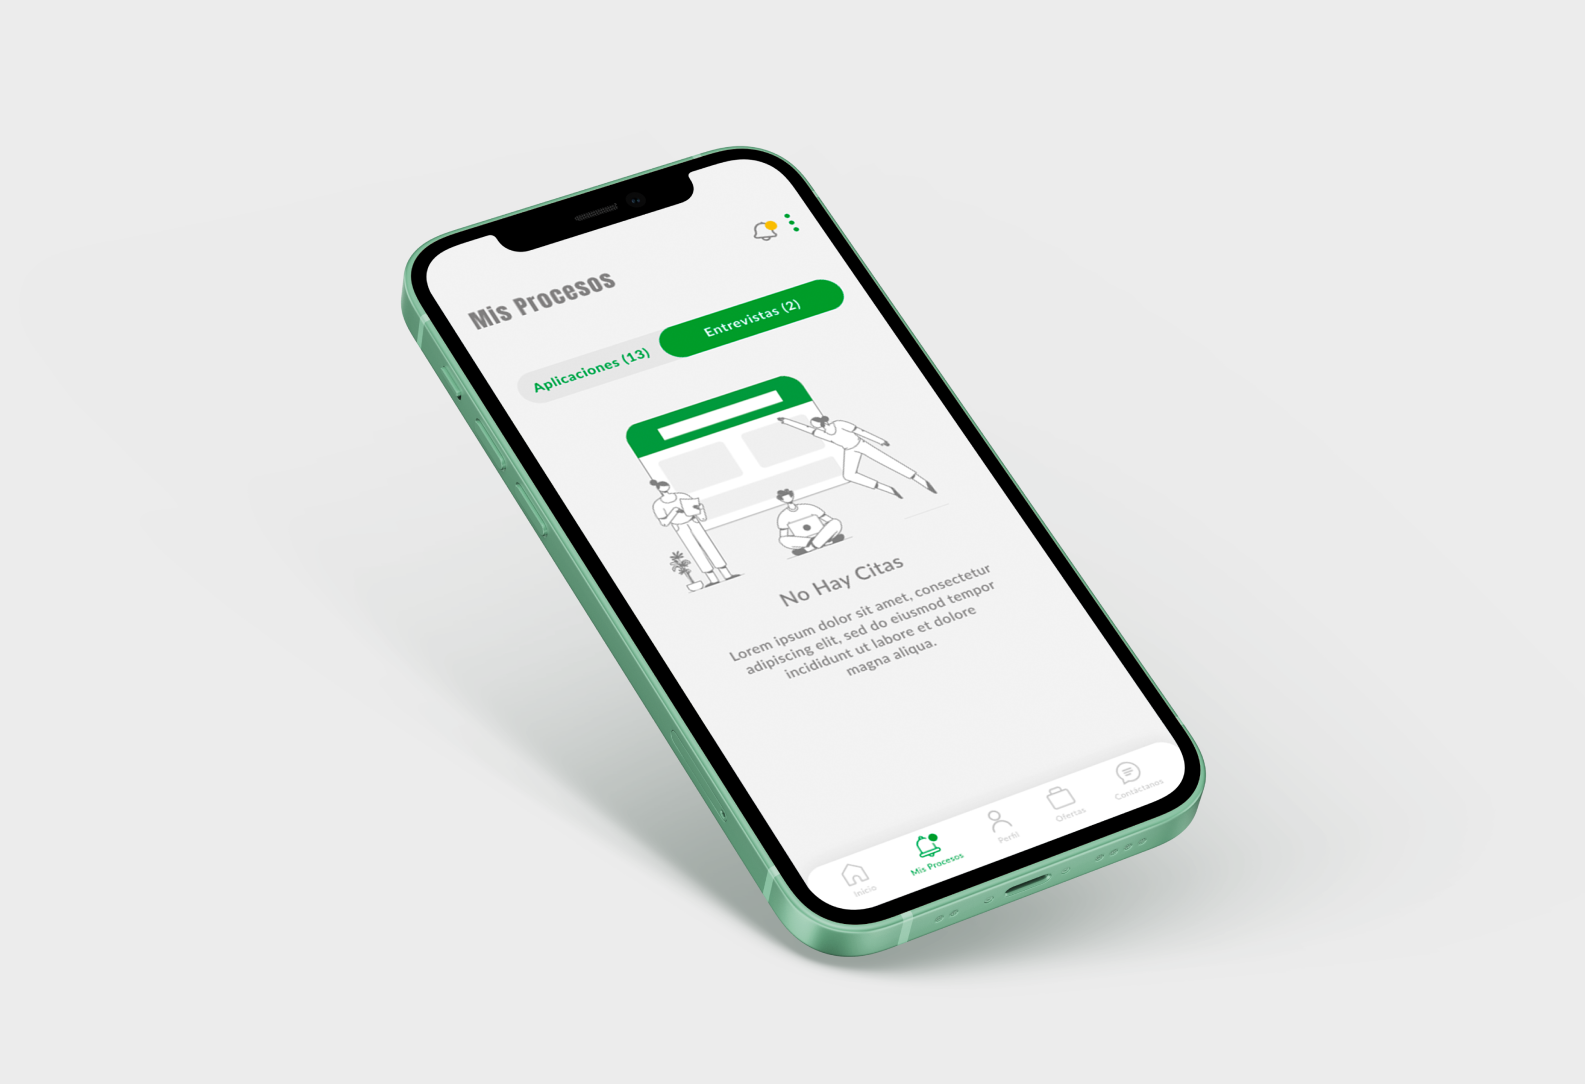 Mis Procesos
Aplicaciones (13)
Entrevistas (2)
No Hay Citas
Lorem ipsum dolor sit amet, consectetur
adipiscing elit, sed do eiusmod tempor
incididunt ut labore et dolore
magna aliqua.
Inicio
Mis Procesos
Perfil
Ofertas
Contáctanos